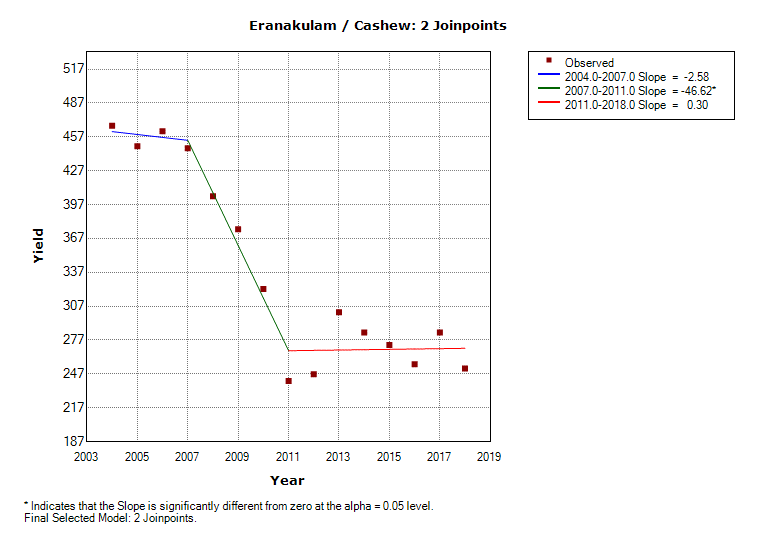 Eranakulam / Cashew: 2 Joinpoints
Observed
2004.0-2007.0 Slope = -2.58
2007.0-2011.0 Slope = -46.62*
2011.0-2018.0 Slope = 0.30
517
487
457
427
397
367
337
307
277
247
217
187
Yield
2003 2005 2007 2009 2011 2013 2015 2017 2019
Year
* Indicates that the Slope is significantly different from zero at the alpha = 0.05 level.
Final Selected Model: 2 Joinpoints.